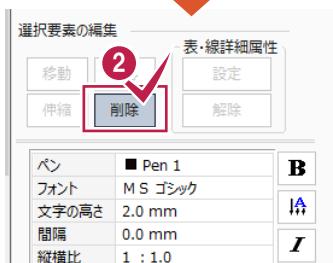 選択要素の編集
表・線詳細属性
移動 2 設定
伸縮 削除 解除
ペン ■ Pen 1 B
フォント ＭＳ ゴシック
文字の高さ 2.0 mm A
間隔 0.0 mm
縦横比 1 : 1.0 I